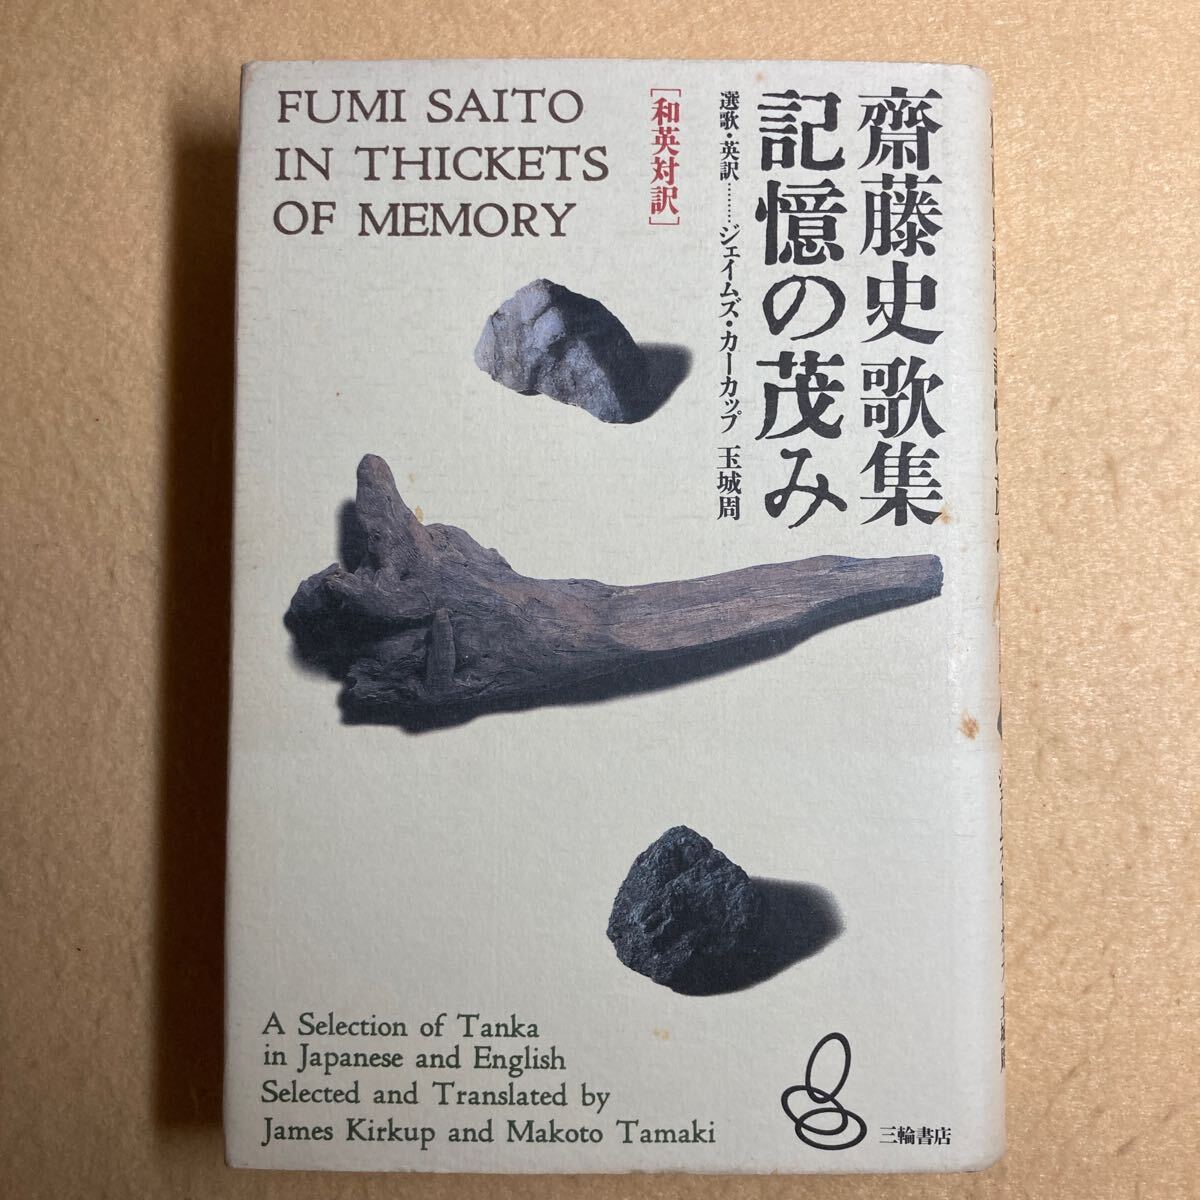 齋藤史歌集
記憶の茂み
選歌・英訳………ジェイムズ・カーカップ 玉城周
[和英対訳]
FUMI SAITO
IN THICKETS
OF MEMORY
A Selection of Tanka
in Japanese and English
Selected and Translated by
James Kirkup and Makoto Tamaki
三輪書店